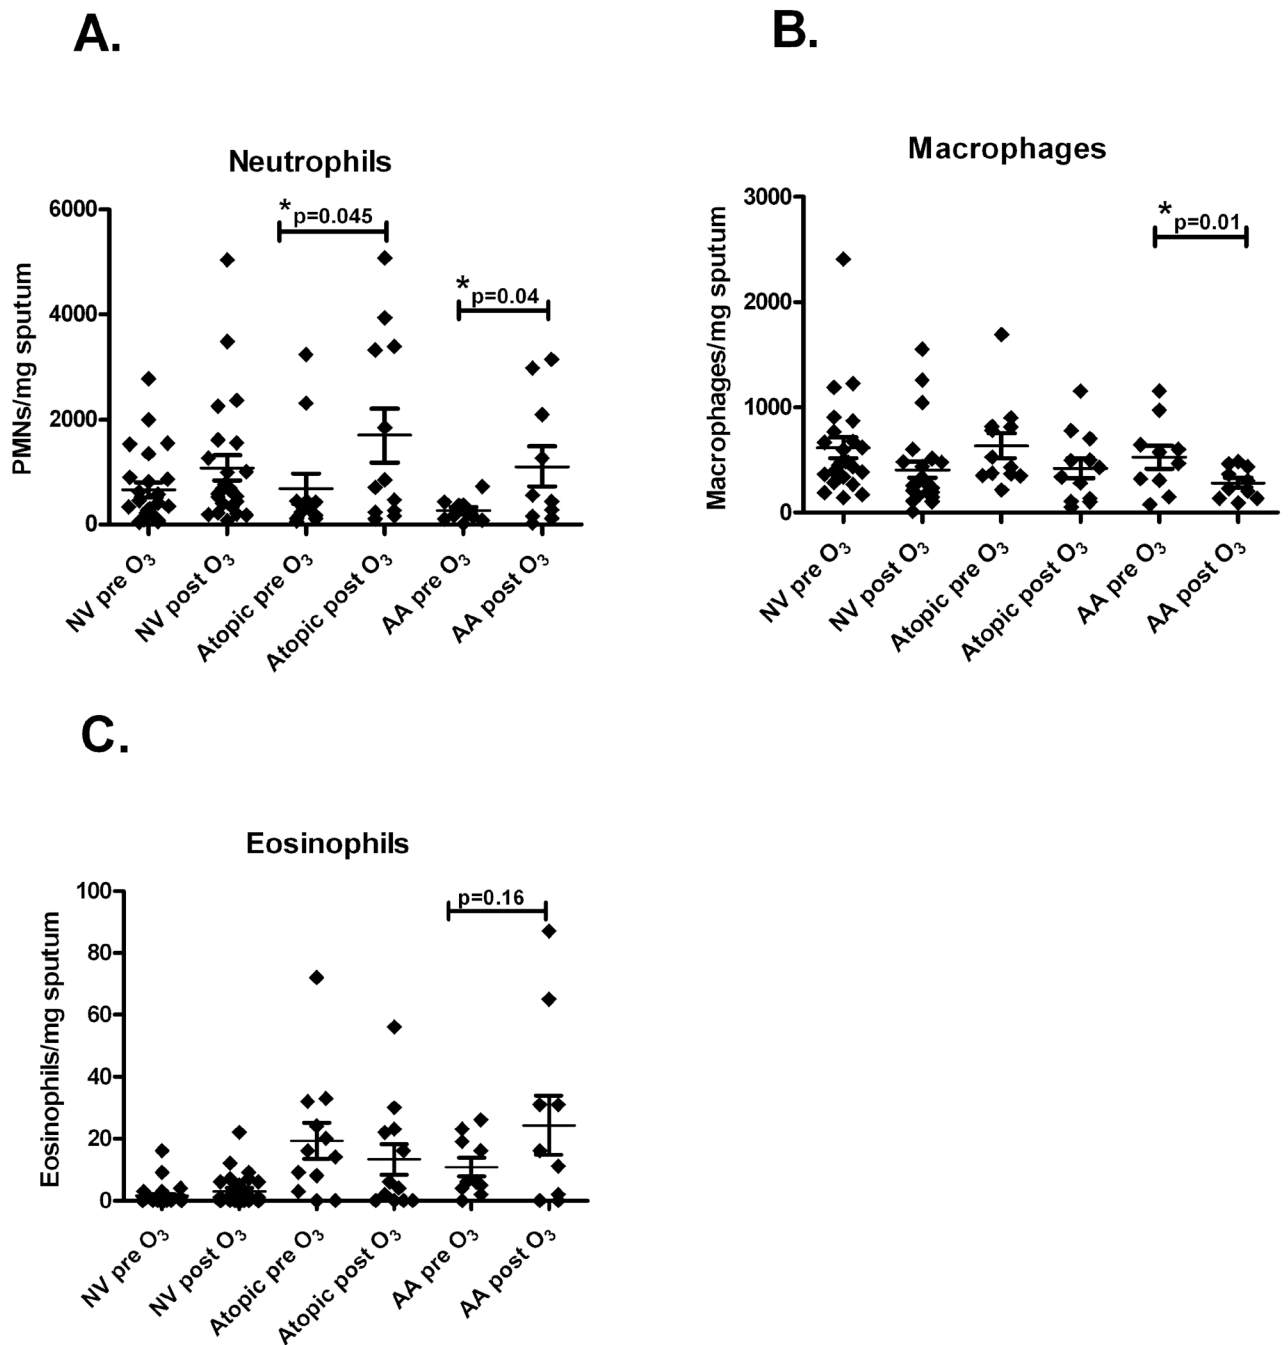 A.
Neutrophils
PMNs/mg sputum
6000
4000
2000
0
* p=0.045
* p=0.04
NV pre O₃
NV post O₃
Atopic pre O₃
Atopic post O₃
AA pre O₃
AA post O₃
B.
Macrophages
Macrophages/mg sputum
3000
2000
1000
0
* p=0.01
NV pre O₃
NV post O₃
Atopic pre O₃
Atopic post O₃
AA pre O₃
AA post O₃
C.
Eosinophils
Eosinophils/mg sputum
100
80
60
40
20
0
p=0.16
NV pre O₃
NV post O₃
Atopic pre O₃
Atopic post O₃
AA pre O₃
AA post O₃